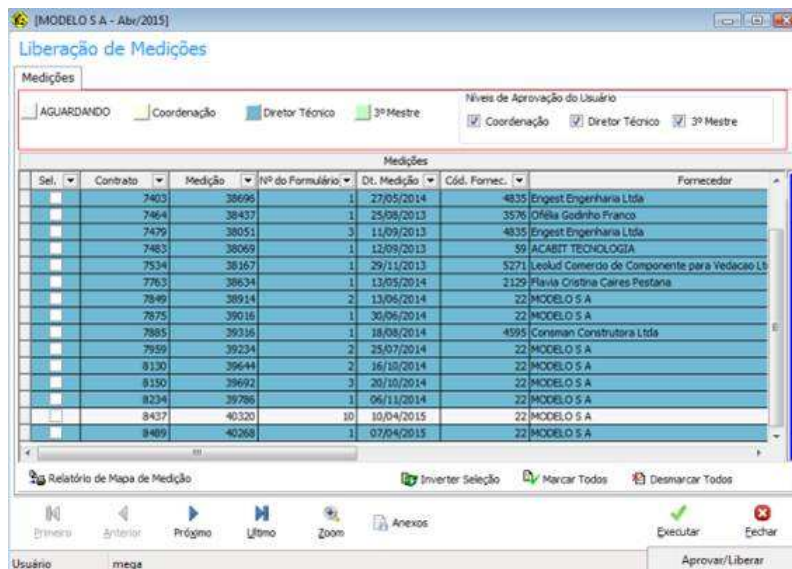 [MODELO S A - Abr/2015]
Liberação de Medições
Medições
AGUARDANDO Coordenação Diretor Técnico 3º Mestre
Níveis de Aprovação do Usuário
Coordenação Diretor Técnico 3º Mestre
Medições
Sel. Contrato Medição Nº do Formulário Dt. Medição Cód. Fornec. Fornecedor
7403 38696 1 27/05/2014 4835 Engest Engenharia Ltda
7464 38437 1 25/08/2013 3576 Ofélia Godinho Franco
7479 38051 3 11/09/2013 4835 Engest Engenharia Ltda
7483 38069 1 12/09/2013 59 ACABIT TECNOLOGIA
7534 38167 1 29/11/2013 5271 Leolud Comercio de Componente para Vedacao Lt
7763 38634 1 13/05/2014 2129 Flavia Cristina Caires Pestana
7849 38914 2 13/06/2014 22 MODELO S A
7875 39016 1 30/06/2014 22 MODELO S A
7885 39316 1 18/08/2014 4595 Consman Construtora Ltda
7959 39234 2 25/07/2014 22 MODELO S A
8130 39644 2 16/10/2014 22 MODELO S A
8150 39692 3 20/10/2014 22 MODELO S A
8234 39786 1 06/11/2014 22 MODELO S A
8437 40320 10 10/04/2015 22 MODELO S A
8489 40268 1 07/04/2015 22 MODELO S A
Relatório de Mapa de Medição Inverter Seleção Marcar Todos Desmarcar Todos
Primeiro Anterior Próximo Último Zoom Anexos Executar Fechar
Usuário mega Aprovar/Liberar